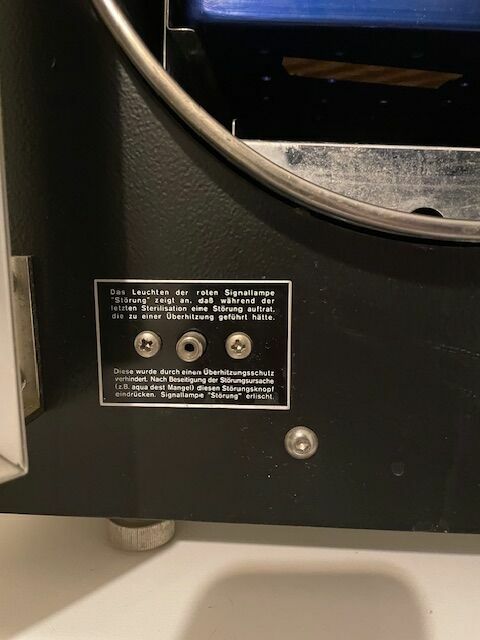 Das Leuchten der roten Signallampe
"Störung" zeigt an, daß während der
letzten Sterilisation eine Störung auftrat,
die zu einer Überhitzung geführt hätte.
Diese wurde durch einen Überhitzungsschutz
verhindert. Nach Beseitigung der Störungsursache
(z.B. aqua dest Mangel) diesen Störungsknopf
eindrücken. Signallampe "Störung" erlischt.